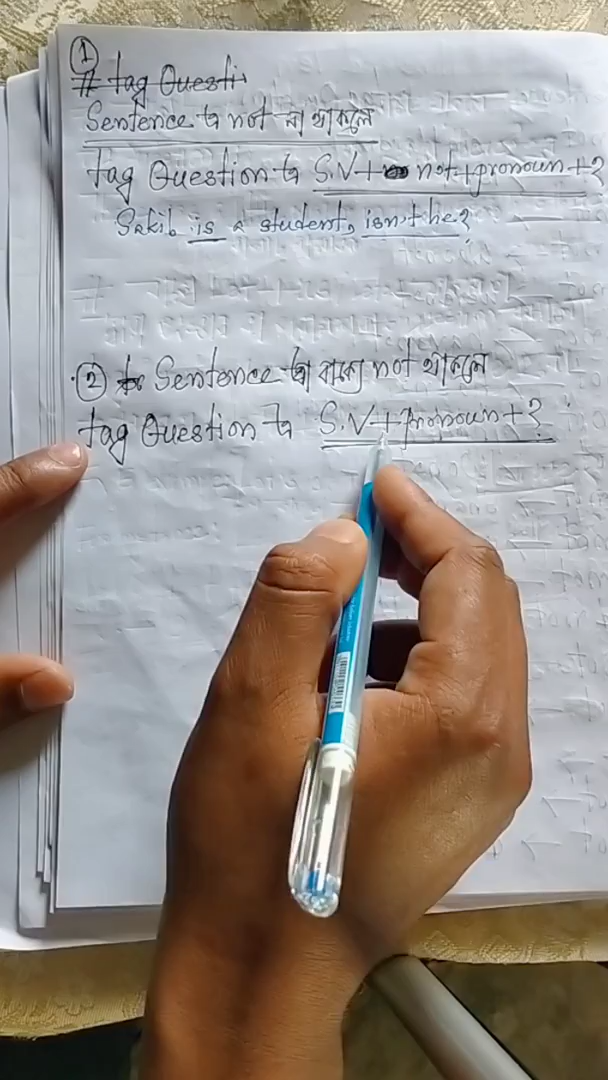 ①
# tag Questi
Sentence এ not না থাকলে
tag Question এ S.V + not + pronoun + ?
Sakib is a student, isn't he?
② Sentence এ বাক্যে not থাকলে
tag Question এ S.V + pronoun + ?